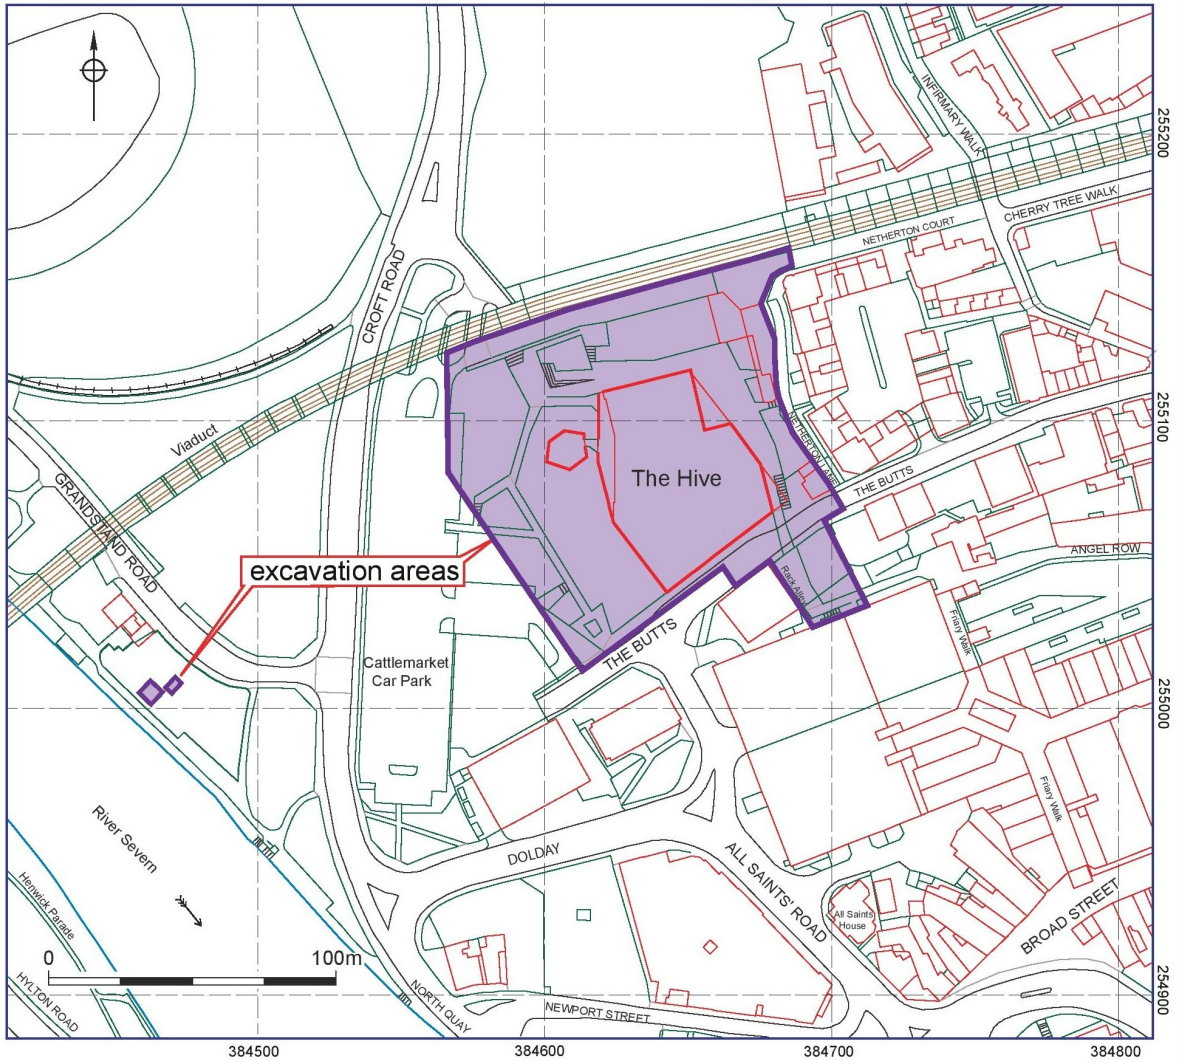 INFIRMARY WALK
255200
CHERRY TREE WALK
NETHERTON COURT
CROFT ROAD
Viaduct
255100
NETHERTON LANE
The Hive
THE BUTTS
GRANDSTAND ROAD
excavation areas
ANGEL ROW
Rack Alley
Friary Walk
THE BUTTS
Cattlemarket
Car Park
255000
Friary Walk
River Severn
DOLDAY
ALL SAINTS' ROAD
Henwick Parade
All Saints
House
BROAD STREET
0
100m
HYLTON ROAD
NORTH QUAY
NEWPORT STREET
254900
384500
384600
384700
384800